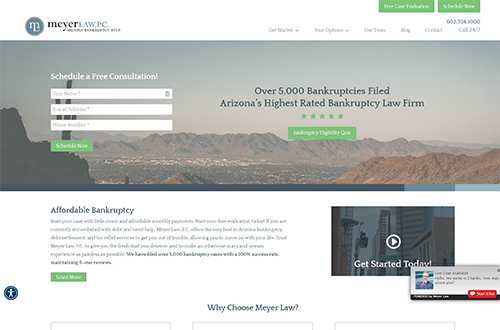 Free Case Evaluation Schedule Now
meyer LAW, P.C.
ARIZONA BANKRUPTCY HELP
602.334.1000
Get Started Your Options Our Team Blog Contact Call 24/7
Schedule a Free Consultation!
Your Name *
E-mail Address *
Phone Number *
Schedule Now
Over 5,000 Bankruptcies Filed
Arizona's Highest Rated Bankruptcy Law Firm
Bankruptcy Eligibility Quiz
Affordable Bankruptcy
Start your case with little down and affordable monthly payments. Start your free evaluation today! If you are
currently encumbered with debt and need help, Meyer Law, P.C. offers the very best in Arizona bankruptcy,
debt settlement, and tax relief services to get you out of trouble, allowing you to move on with your life. Trust
Meyer Law, P.C. to give you the fresh start you deserve, and to make an otherwise scary and uneasy
experience as painless as possible. We have filed over 5,000 bankruptcy cases with a 100% success rate,
maintaining 5-star reviews.
Learn More
Get Started Today!
Live Chat Available
Hello, my name is Charles, how may
assist you?
POWERED by Meyer Law
Start Chat
Why Choose Meyer Law?